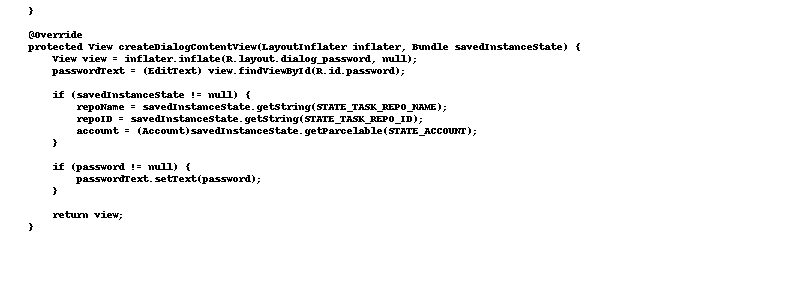 }
@Override
protected View createDialogContentView(LayoutInflater inflater, Bundle savedInstanceState) {
View view = inflater.inflate(R.layout.dialog_password, null);
passwordText = (EditText) view.findViewById(R.id.password);
if (savedInstanceState != null) {
repoName = savedInstanceState.getString(STATE_TASK_REPO_NAME);
repoID = savedInstanceState.getString(STATE_TASK_REPO_ID);
account = (Account)savedInstanceState.getParcelable(STATE_ACCOUNT);
}
if (password != null) {
passwordText.setText(password);
}
return view;
}